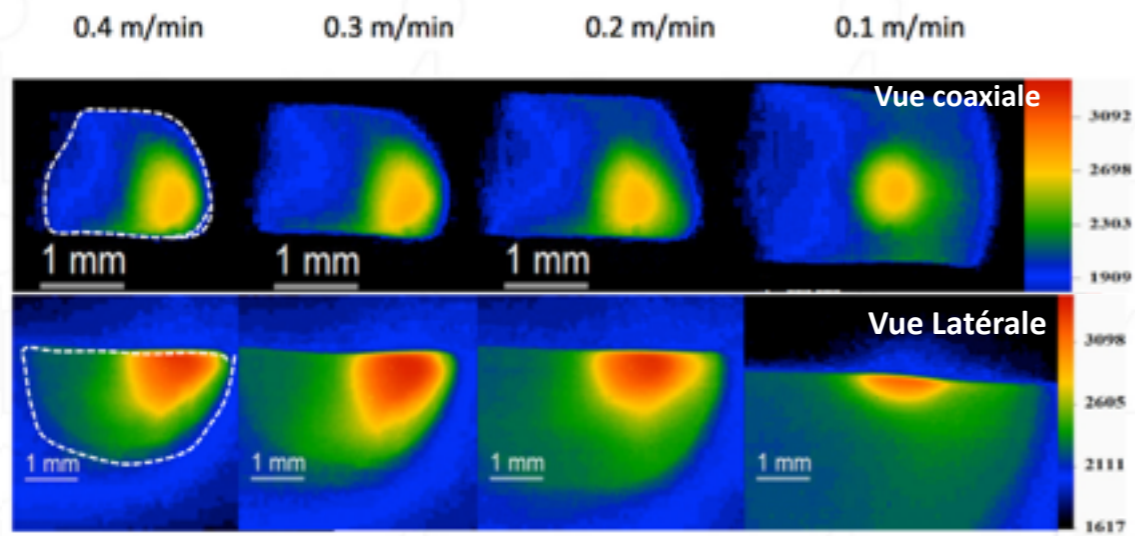 0.4 m/min 0.3 m/min 0.2 m/min 0.1 m/min
Vue coaxiale
3092
2698
2303
1909
1 mm 1 mm 1 mm
Vue Latérale
3098
2605
2111
1617
1 mm 1 mm 1 mm 1 mm